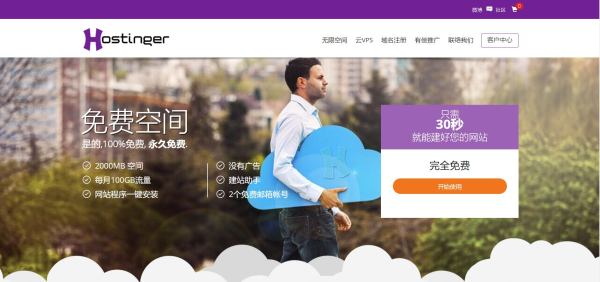 微博 社区 0
Hostinger
无限空间 云VPS 域名注册 有偿推广 联络我们 客户中心
免费空间
是的,100%免费, 永久免费.
2000MB 空间
每月100GB流量
网站程序一键安装
没有广告
建站助手
2个免费邮箱帐号
只需
30秒
就能建好您的网站
完全免费
开始使用